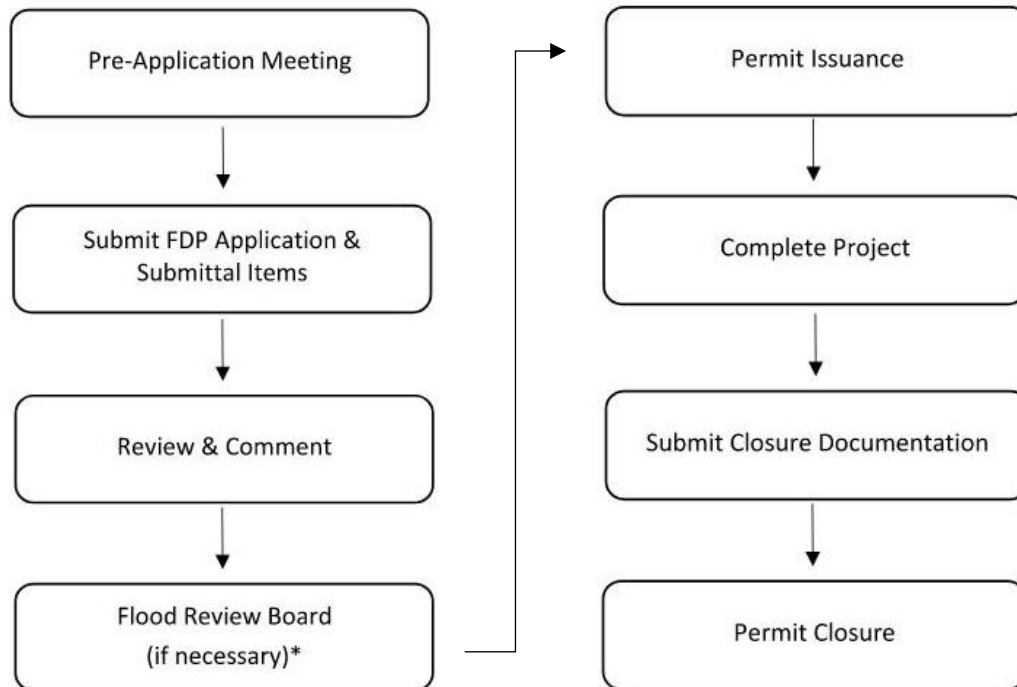 Pre-Application Meeting
Submit FDP Application &
Submittal Items
Review & Comment
Flood Review Board
(if necessary)*
Permit Issuance
Complete Project
Submit Closure Documentation
Permit Closure